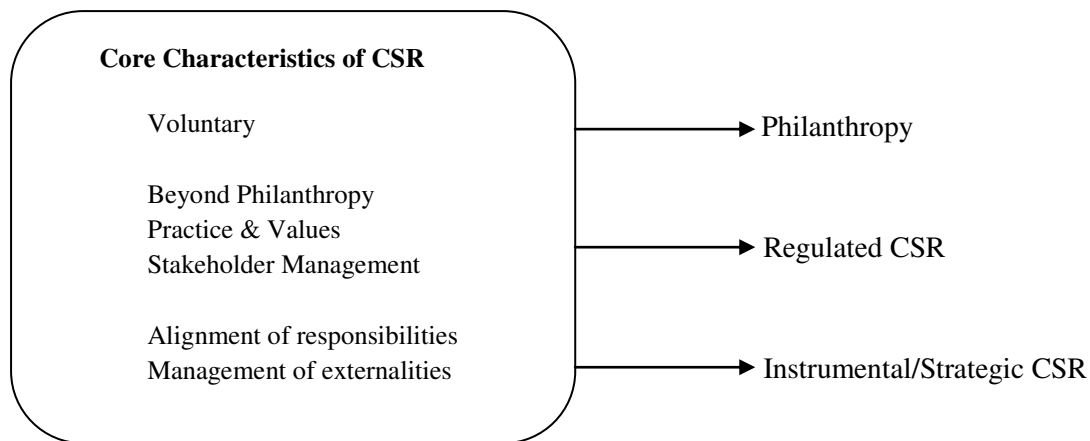 Core Characteristics of CSR
Voluntary
Philanthropy
Beyond Philanthropy
Practice & Values
Stakeholder Management
Regulated CSR
Alignment of responsibilities
Management of externalities
Instrumental/Strategic CSR